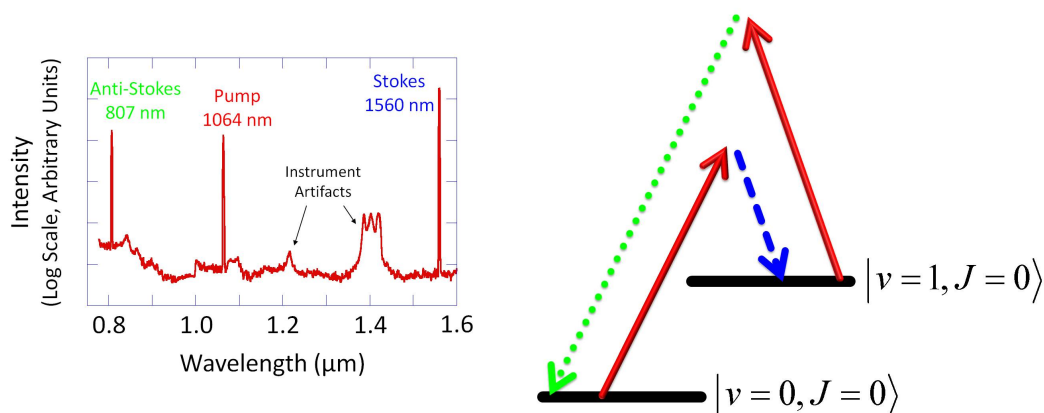 Anti-Stokes
807 nm
Pump
1064 nm
Stokes
1560 nm
Instrument
Artifacts
Intensity
(Log Scale, Arbitrary Units)
0.8 1.0 1.2 1.4 1.6
Wavelength (μm)
|v = 1, J = 0⟩
|v = 0, J = 0⟩